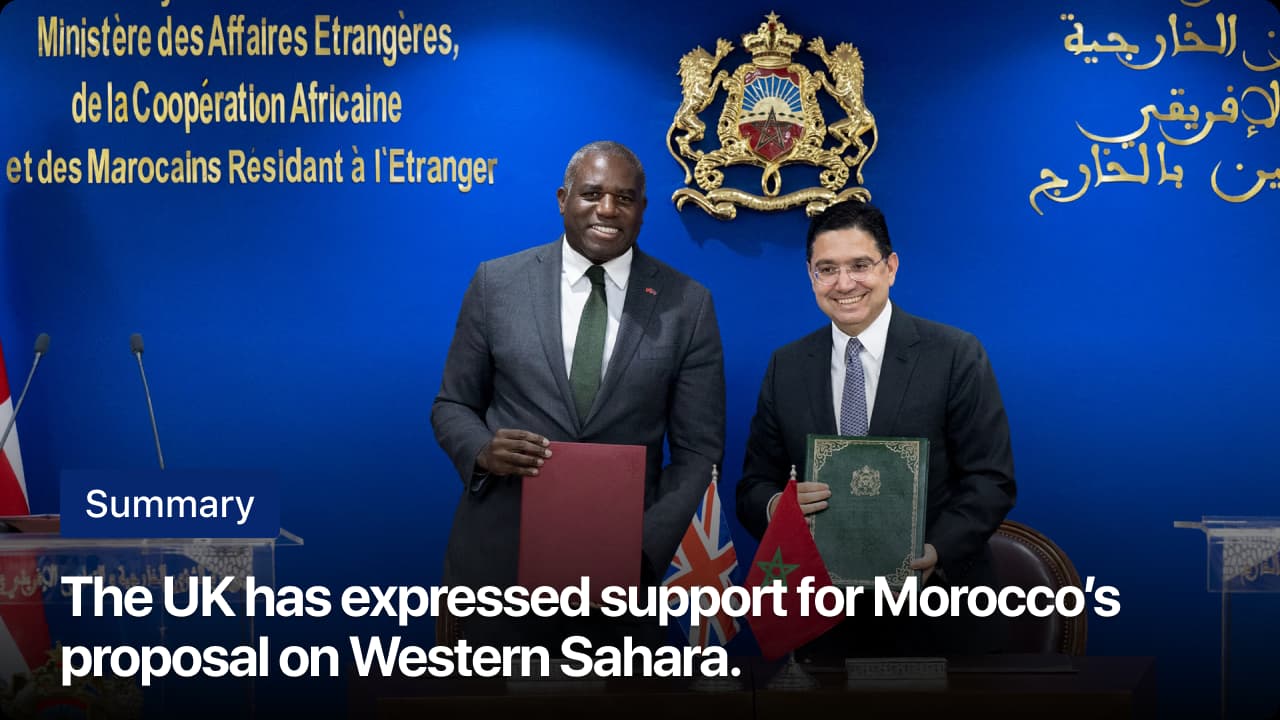 Ministère des Affaires Etrangères,
de la Coopération Africaine
et des Marocains Résidant à l'Etranger
الخارجية
الإفريقي
بالخارج
Summary
The UK has expressed support for Morocco's
proposal on Western Sahara.